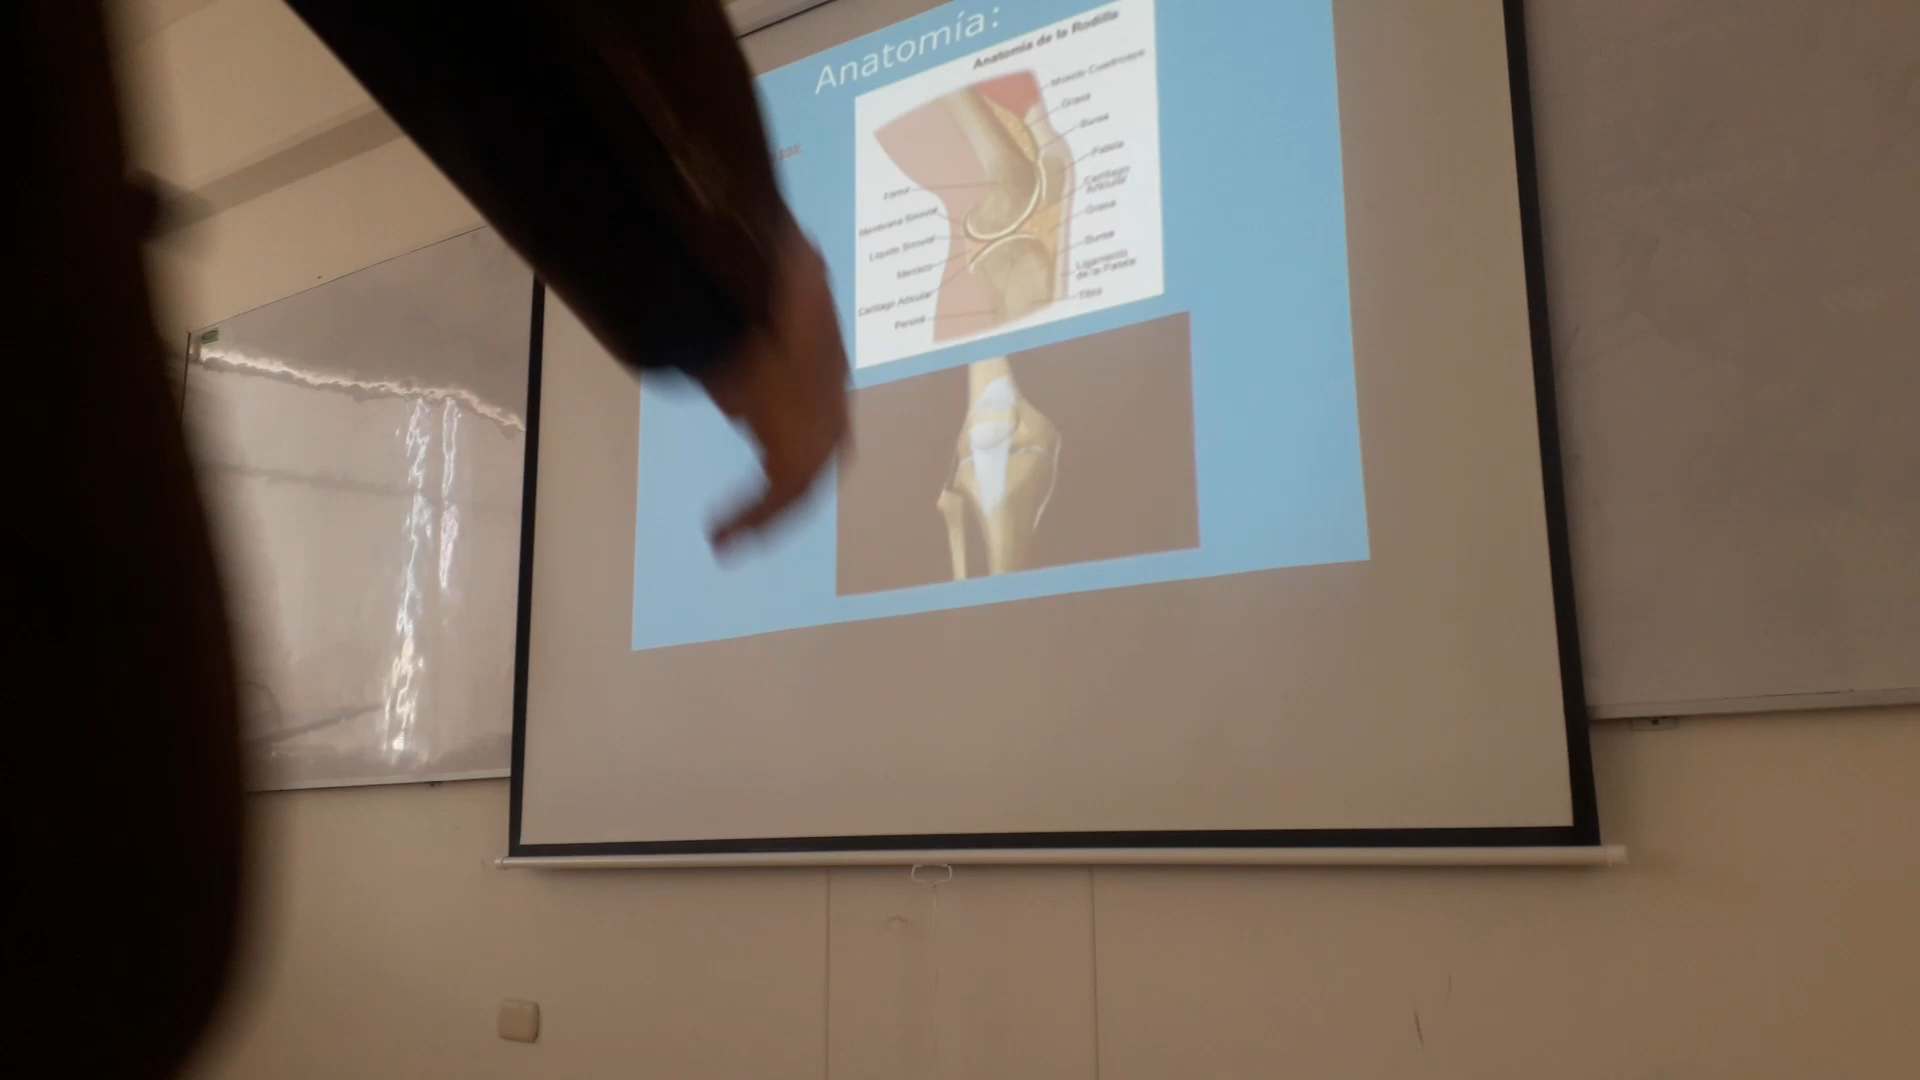 Anatomía:
Anatomía de la Rodilla
Músculo Cuadríceps
Grasa
Bursa
Patela
Cartílago
Articular
Grasa
Bursa
Ligamento
de la Patela
Tibia
Fémur
Membrana Sinovial
Líquido Sinovial
Menisco
Cartílago Articular
Peroné